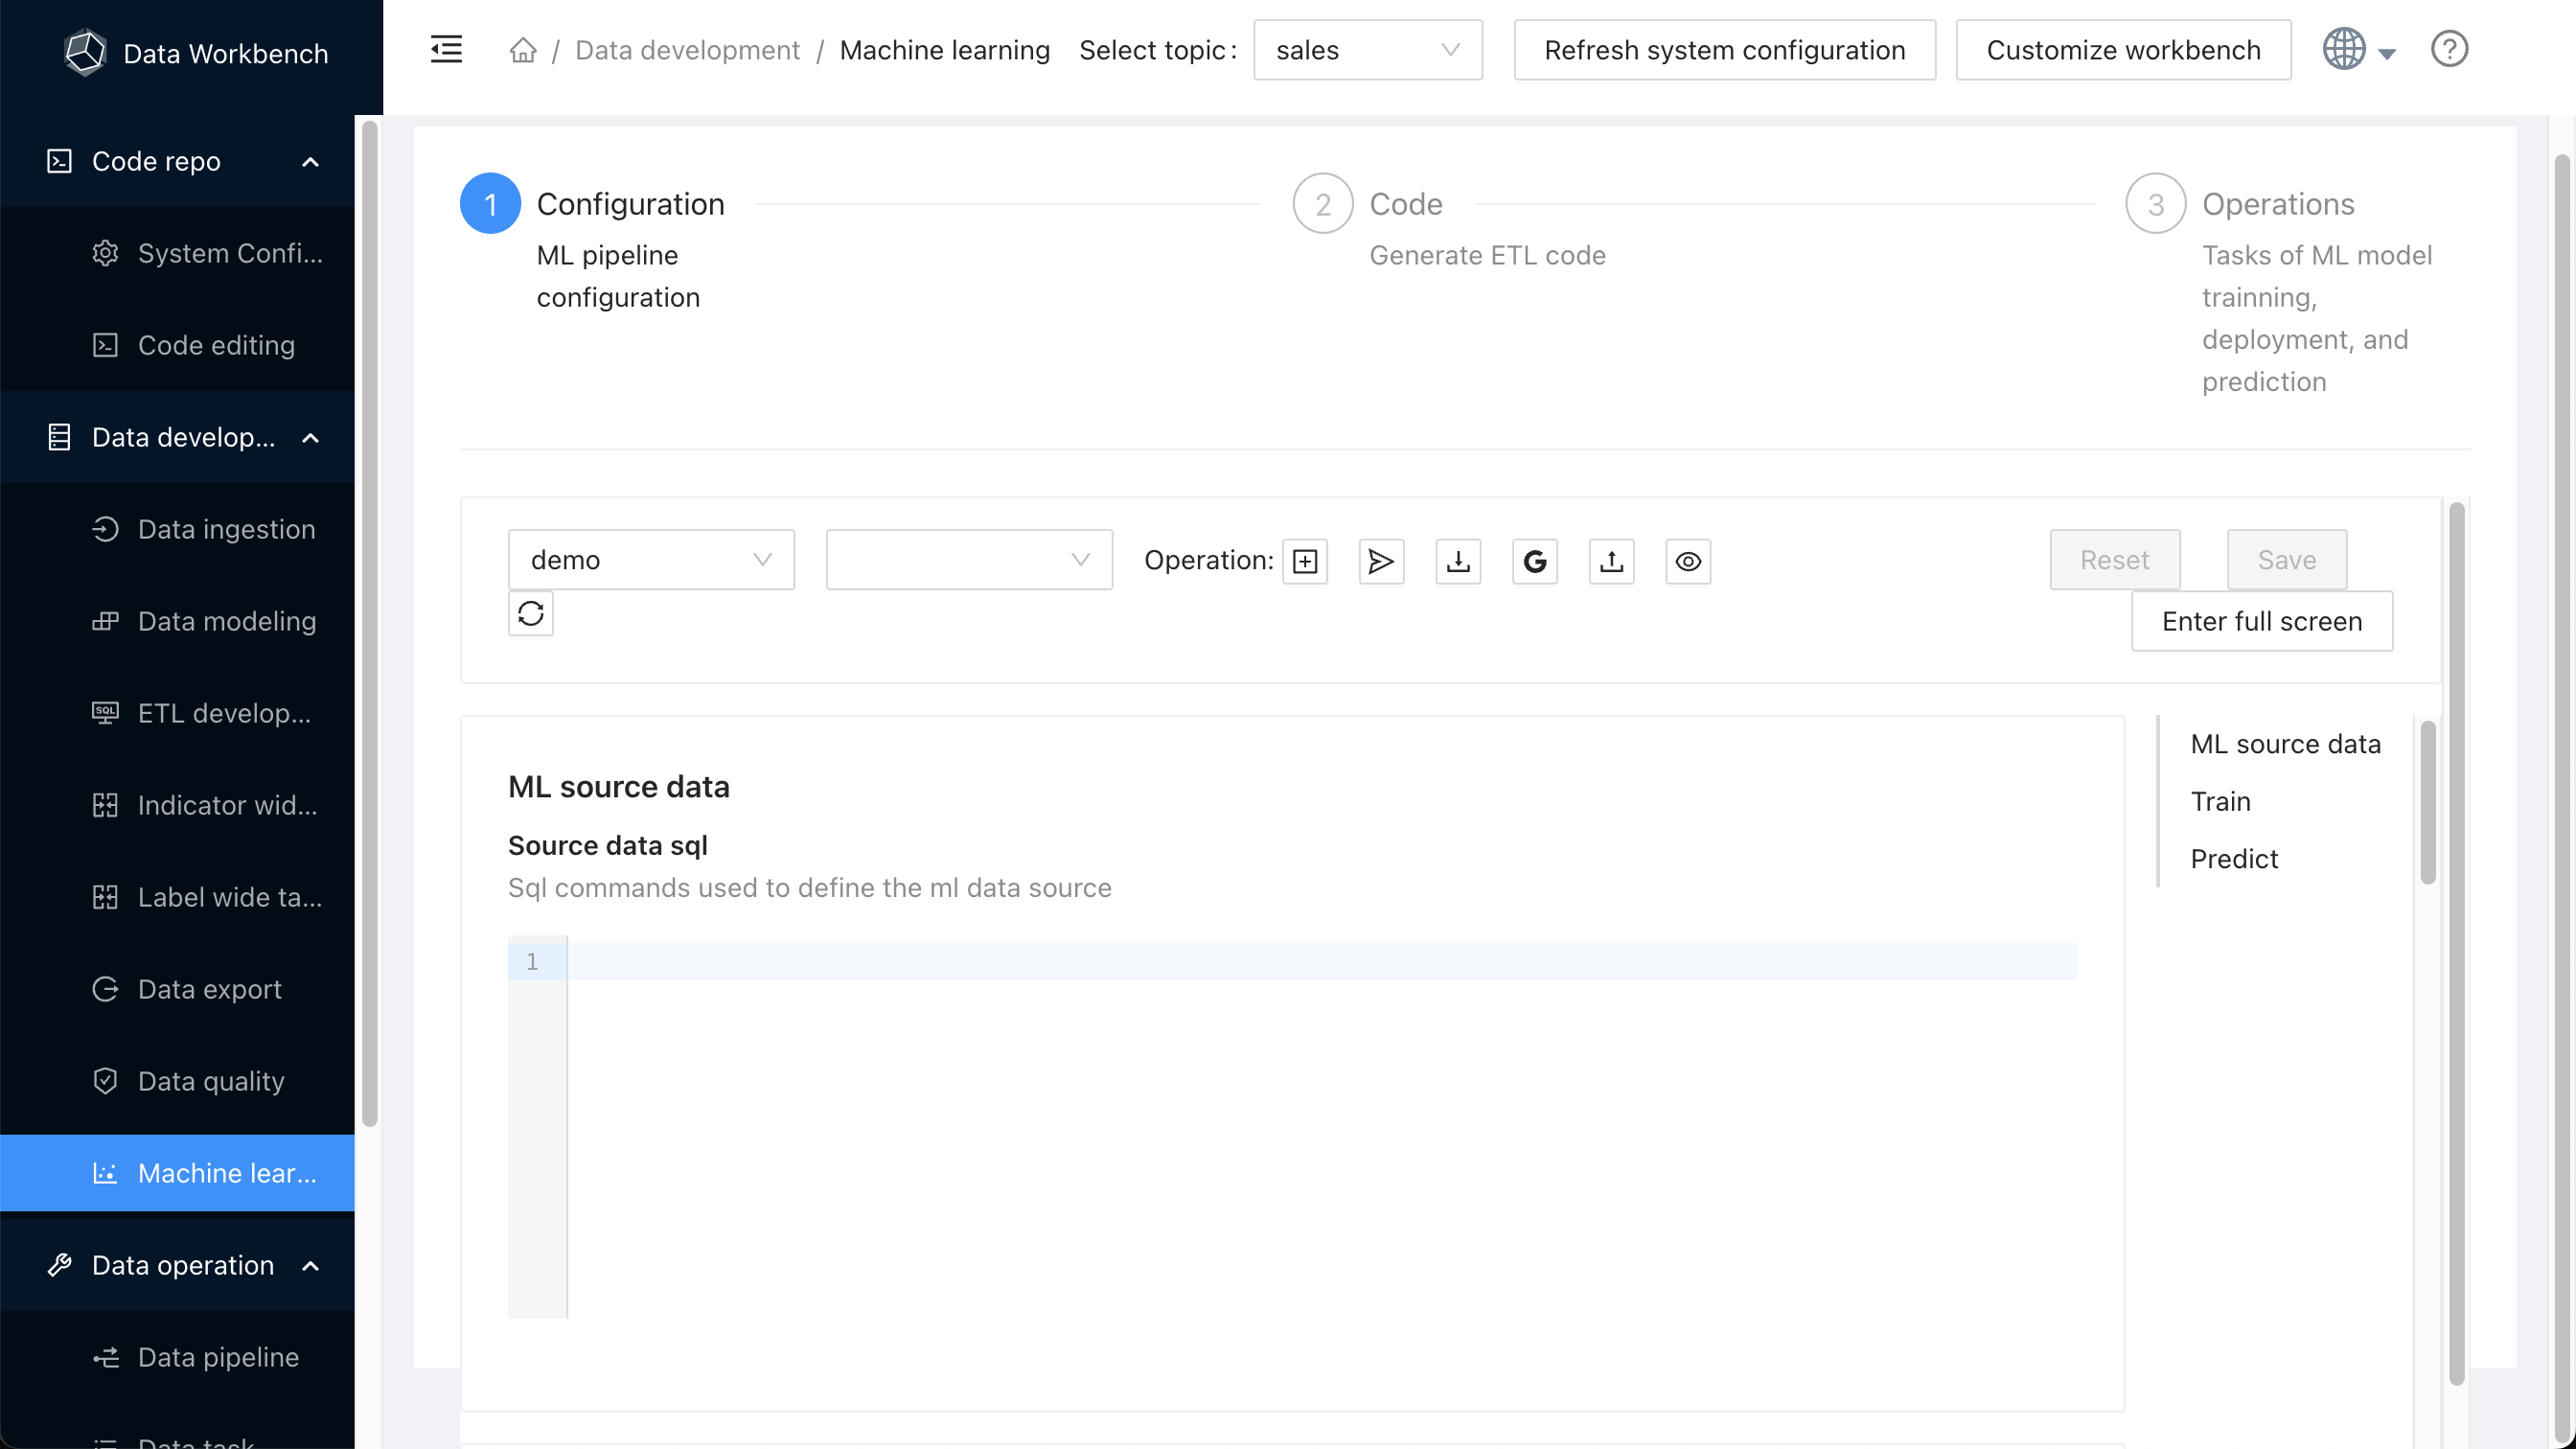 Data Workbench
/ Data development / Machine learning Select topic: sales Refresh system configuration Customize workbench
Code repo
System Confi...
Code editing
Data develop...
Data ingestion
Data modeling
SQL ETL develop...
Indicator wid...
Label wide ta...
Data export
Data quality
Machine lear...
Data operation
Data pipeline
Data task
1 Configuration
ML pipeline
configuration
2 Code
Generate ETL code
3 Operations
Tasks of ML model
trainning,
deployment, and
prediction
demo Operation: G Reset Save
Enter full screen
ML source data
Source data sql
Sql commands used to define the ml data source
1
ML source data
Train
Predict